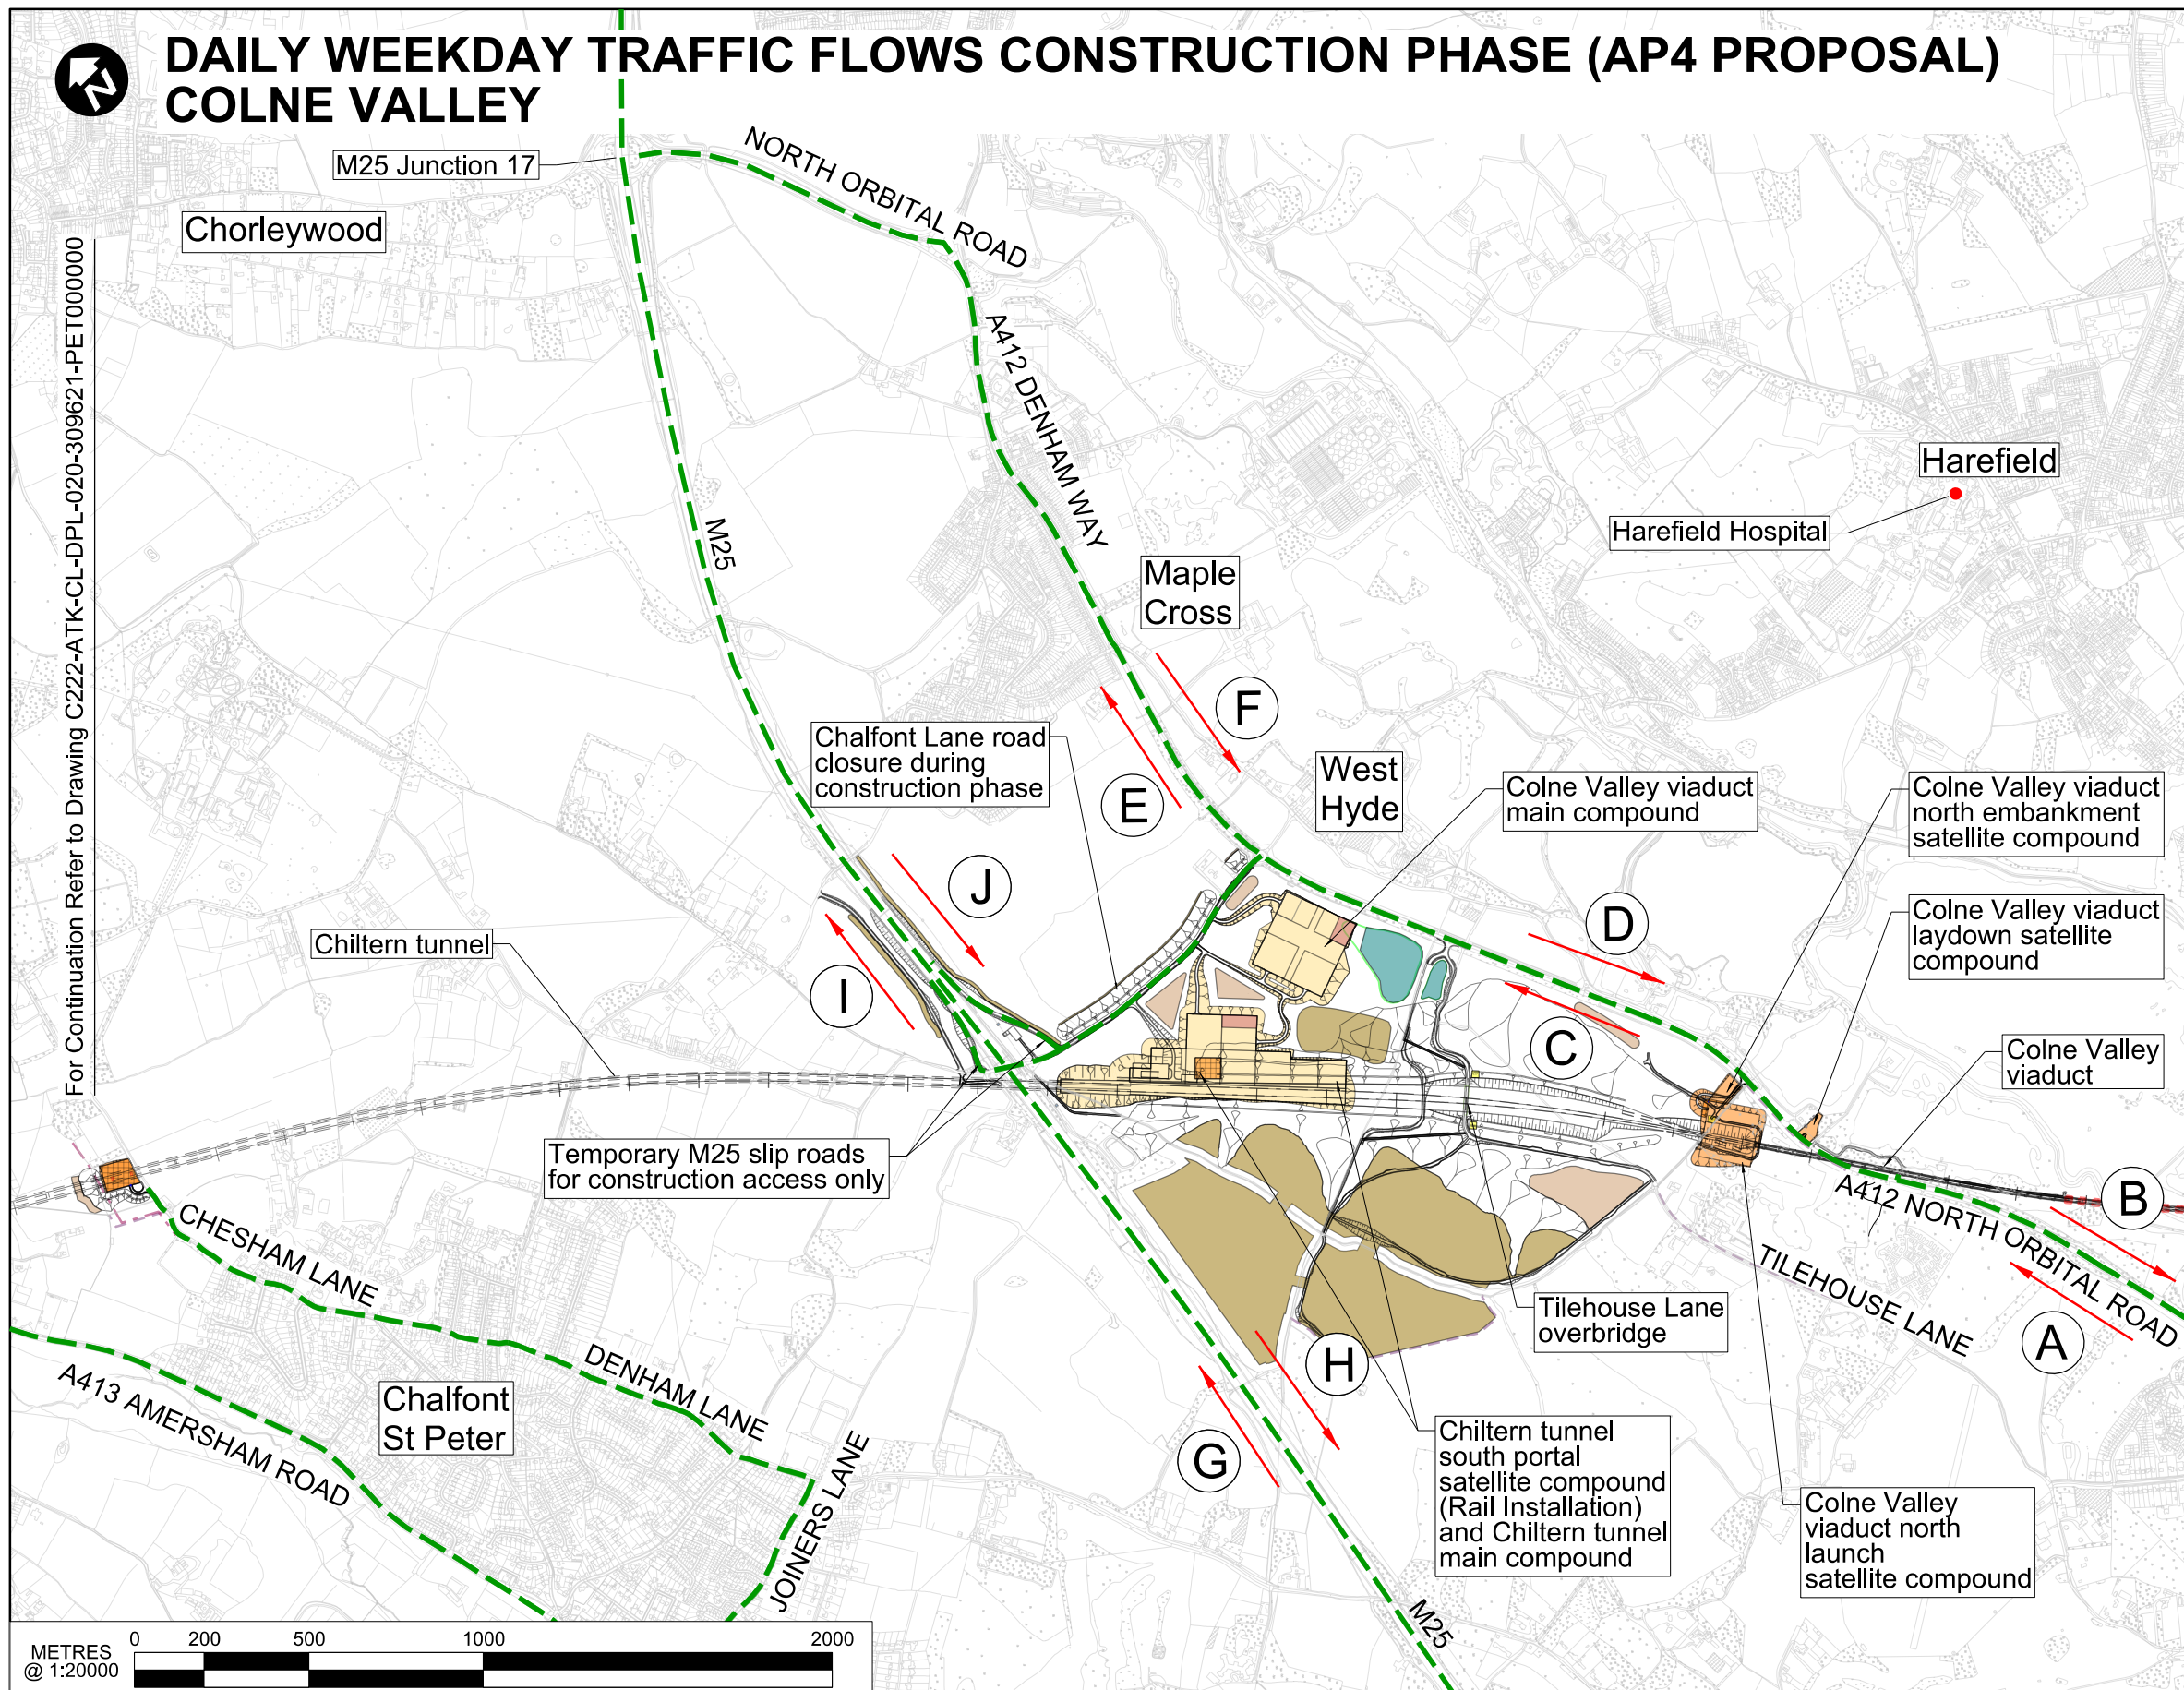 DAILY WEEKDAY TRAFFIC FLOWS CONSTRUCTION PHASE (AP4 PROPOSAL)
COLNE VALLEY
N
M25 Junction 17
NORTH ORBITAL ROAD
Chorleywood
For Continuation Refer to Drawing C222-ATK-CL-DPL-020-309621-PET000000
A412 DENHAM WAY
Harefield
Harefield Hospital
M25
Maple
Cross
F
Chalfont Lane road
closure during
construction phase
E
West
Hyde
Colne Valley viaduct
main compound
Colne Valley viaduct
north embankment
satellite compound
J
D
Colne Valley viaduct
laydown satellite
compound
Chiltern tunnel
I
C
Colne Valley
viaduct
Temporary M25 slip roads
for construction access only
B
A412 NORTH ORBITAL ROAD
CHESHAM LANE
TILEHOUSE LANE
Tilehouse Lane
overbridge
A
H
DENHAM LANE
A413 AMERSHAM ROAD
Chalfont
St Peter
G
JOINERS LANE
Chiltern tunnel
south portal
satellite compound
(Rail Installation)
and Chiltern tunnel
main compound
Colne Valley
viaduct north
launch
satellite compound
M25
METRES
@ 1:20000
0 200 500 1000 2000